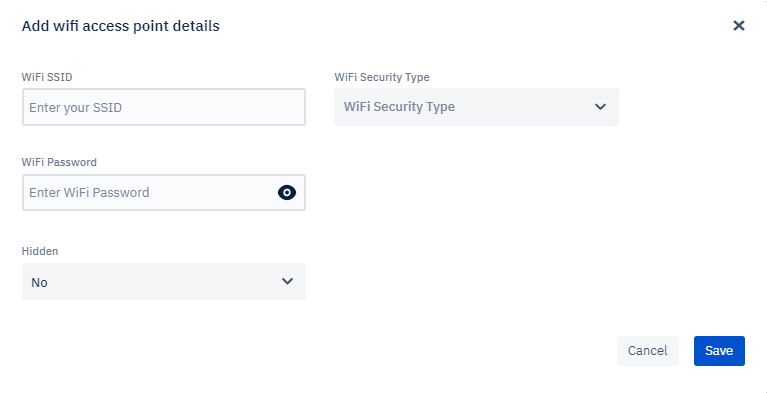 Add wifi access point details
WiFi SSID
WiFi Security Type
Enter your SSID
WiFi Security Type
WiFi Password
Enter WiFi Password
Hidden
No
Cancel
Save